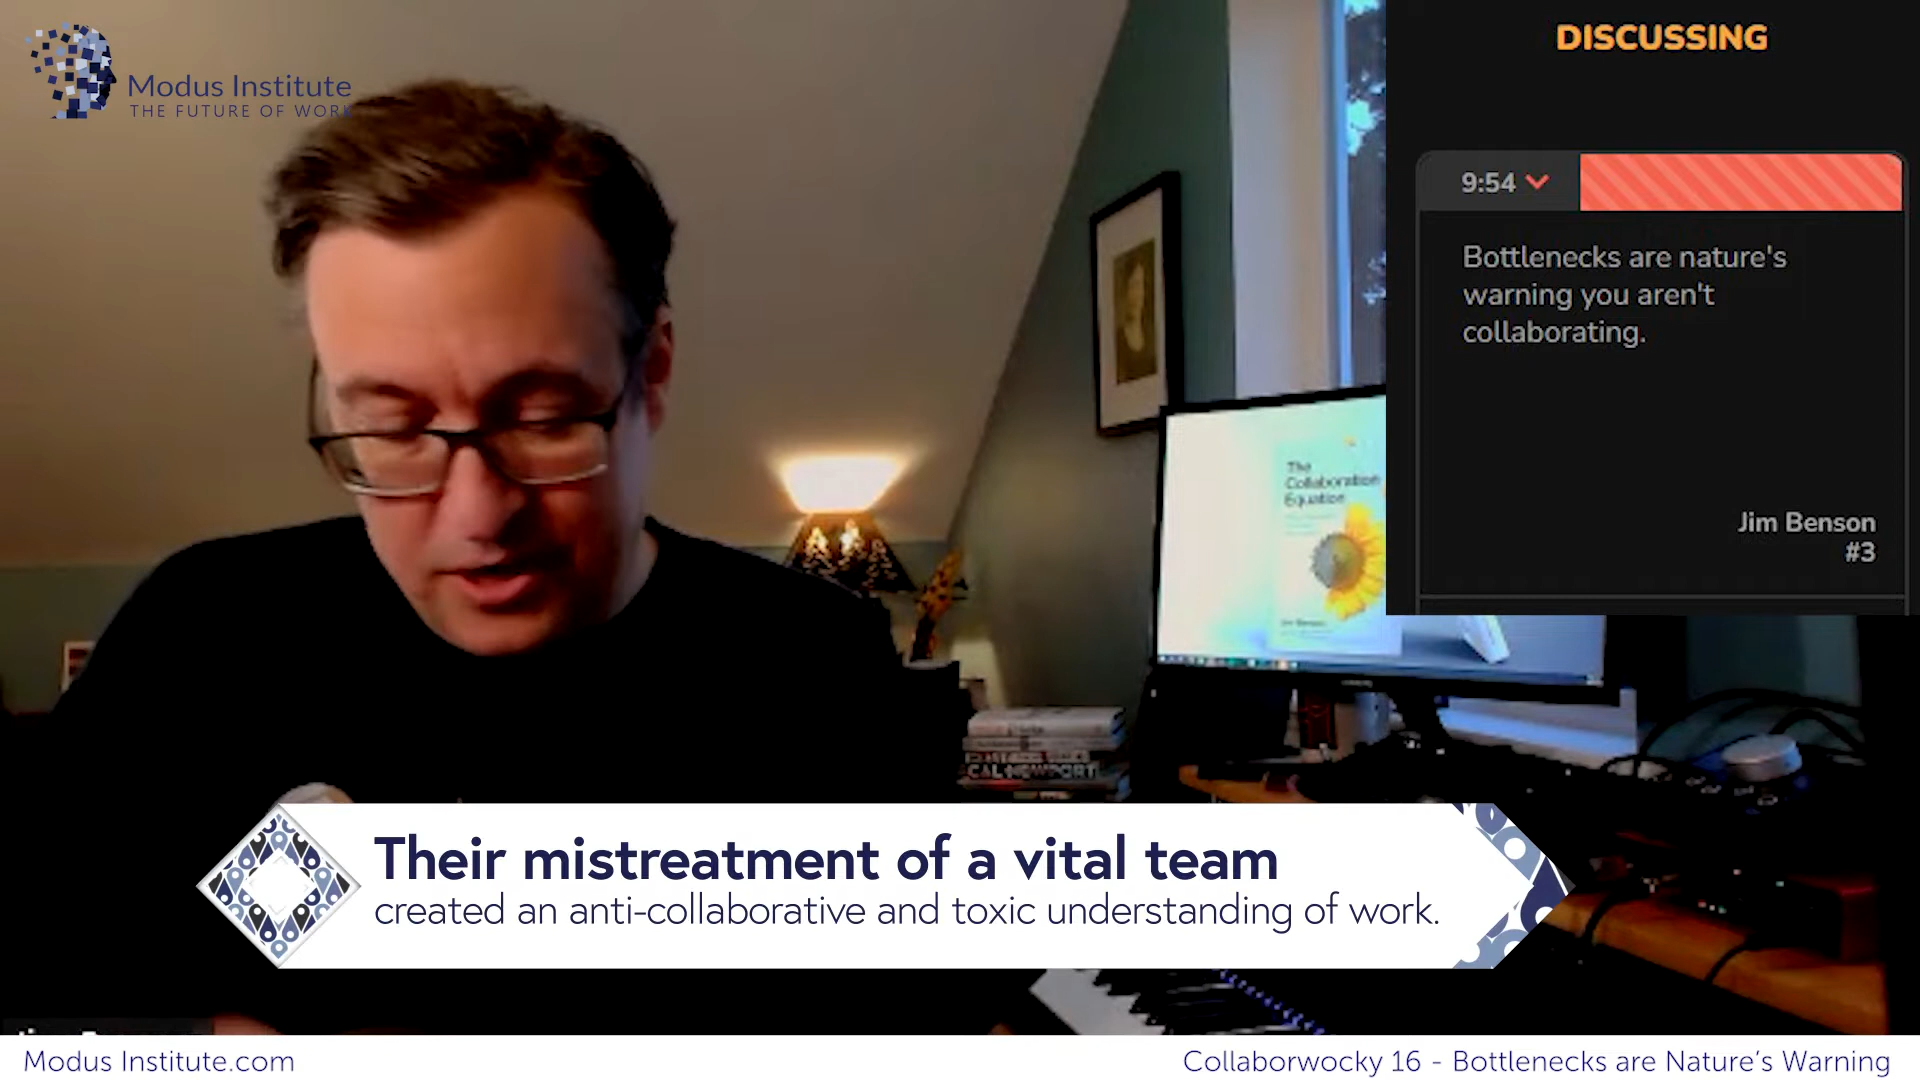 Modus Institute
THE FUTURE OF WORK
DISCUSSING
9:54
Bottlenecks are nature's
warning you aren't
collaborating.
Jim Benson
#3
The
Collaboration
Equation
CAL NEWPORT
Their mistreatment of a vital team
created an anti-collaborative and toxic understanding of work.
Modus Institute.com
Collaborwocky 16 - Bottlenecks are Nature's Warning